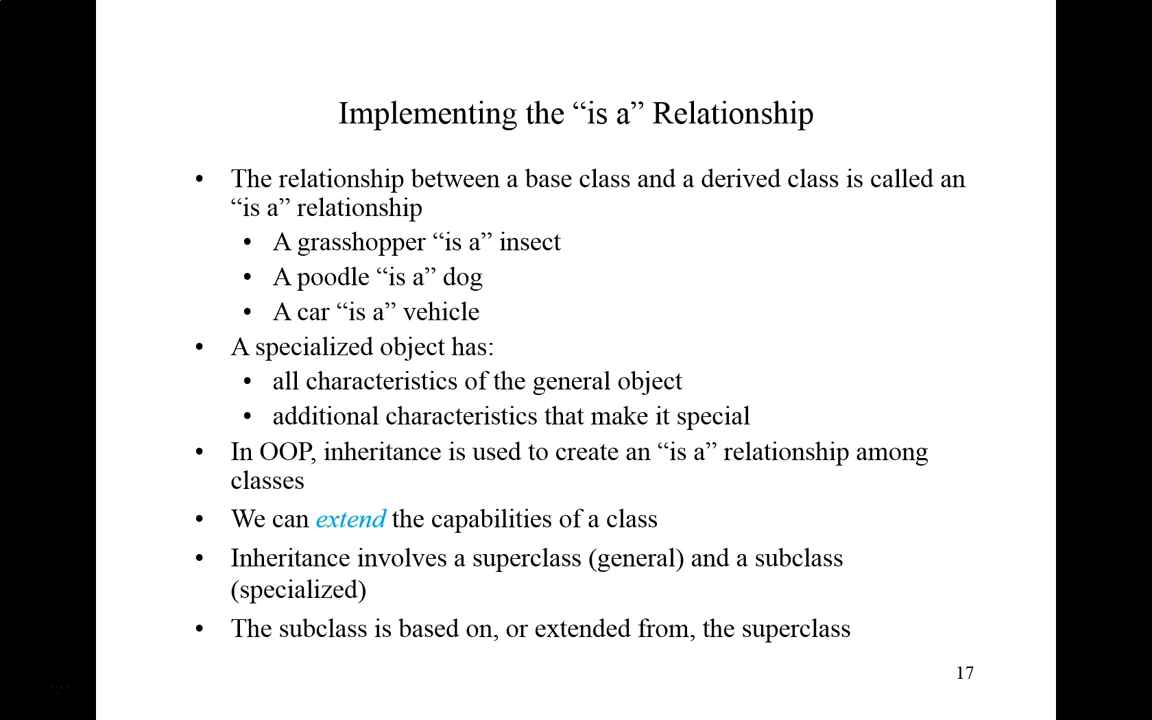 Implementing the “is a” Relationship
• The relationship between a base class and a derived class is called an
“is a” relationship
• A grasshopper “is a” insect
• A poodle “is a” dog
• A car “is a” vehicle
• A specialized object has:
• all characteristics of the general object
• additional characteristics that make it special
• In OOP, inheritance is used to create an “is a” relationship among
classes
• We can extend the capabilities of a class
• Inheritance involves a superclass (general) and a subclass
(specialized)
• The subclass is based on, or extended from, the superclass
17